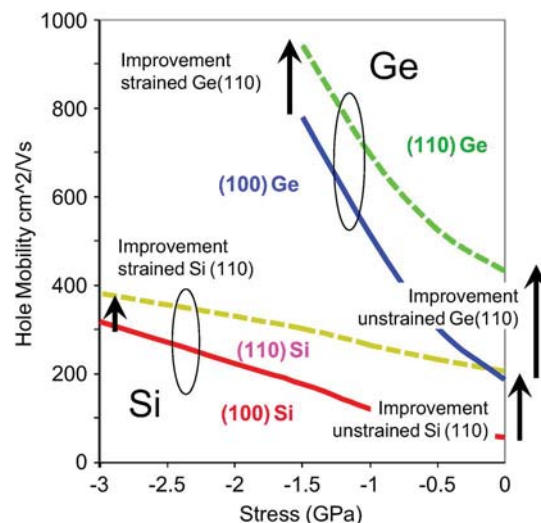 1000
800
600
400
200
0
Hole Mobility cm^2/Vs
Improvement
strained Ge(110)
Ge
(110) Ge
(100) Ge
Improvement
strained Si (110)
Improvement
unstrained Ge(110)
(110) Si
Si
(100) Si
Improvement
unstrained Si (110)
-3 -2.5 -2 -1.5 -1 -0.5 0
Stress (GPa)